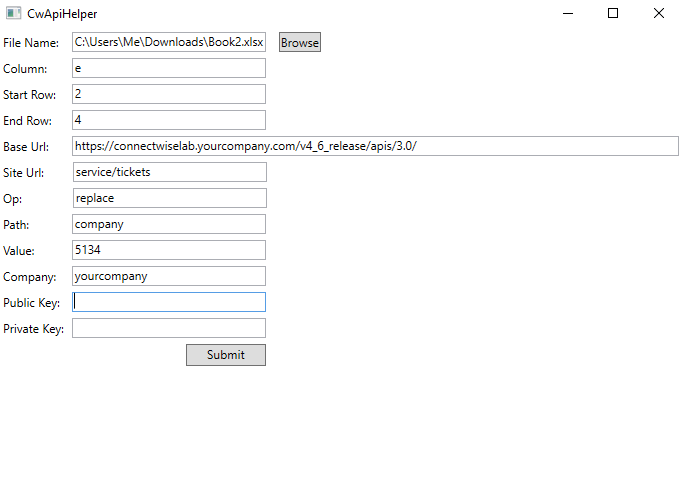 CwApiHelper
File Name: C:\Users\Me\Downloads\Book2.xlsx Browse
Column: e
Start Row: 2
End Row: 4
Base Url: https://connectwiselab.yourcompany.com/v4_6_release/apis/3.0/
Site Url: service/tickets
Op: replace
Path: company
Value: 5134
Company: yourcompany
Public Key:
Private Key:
Submit